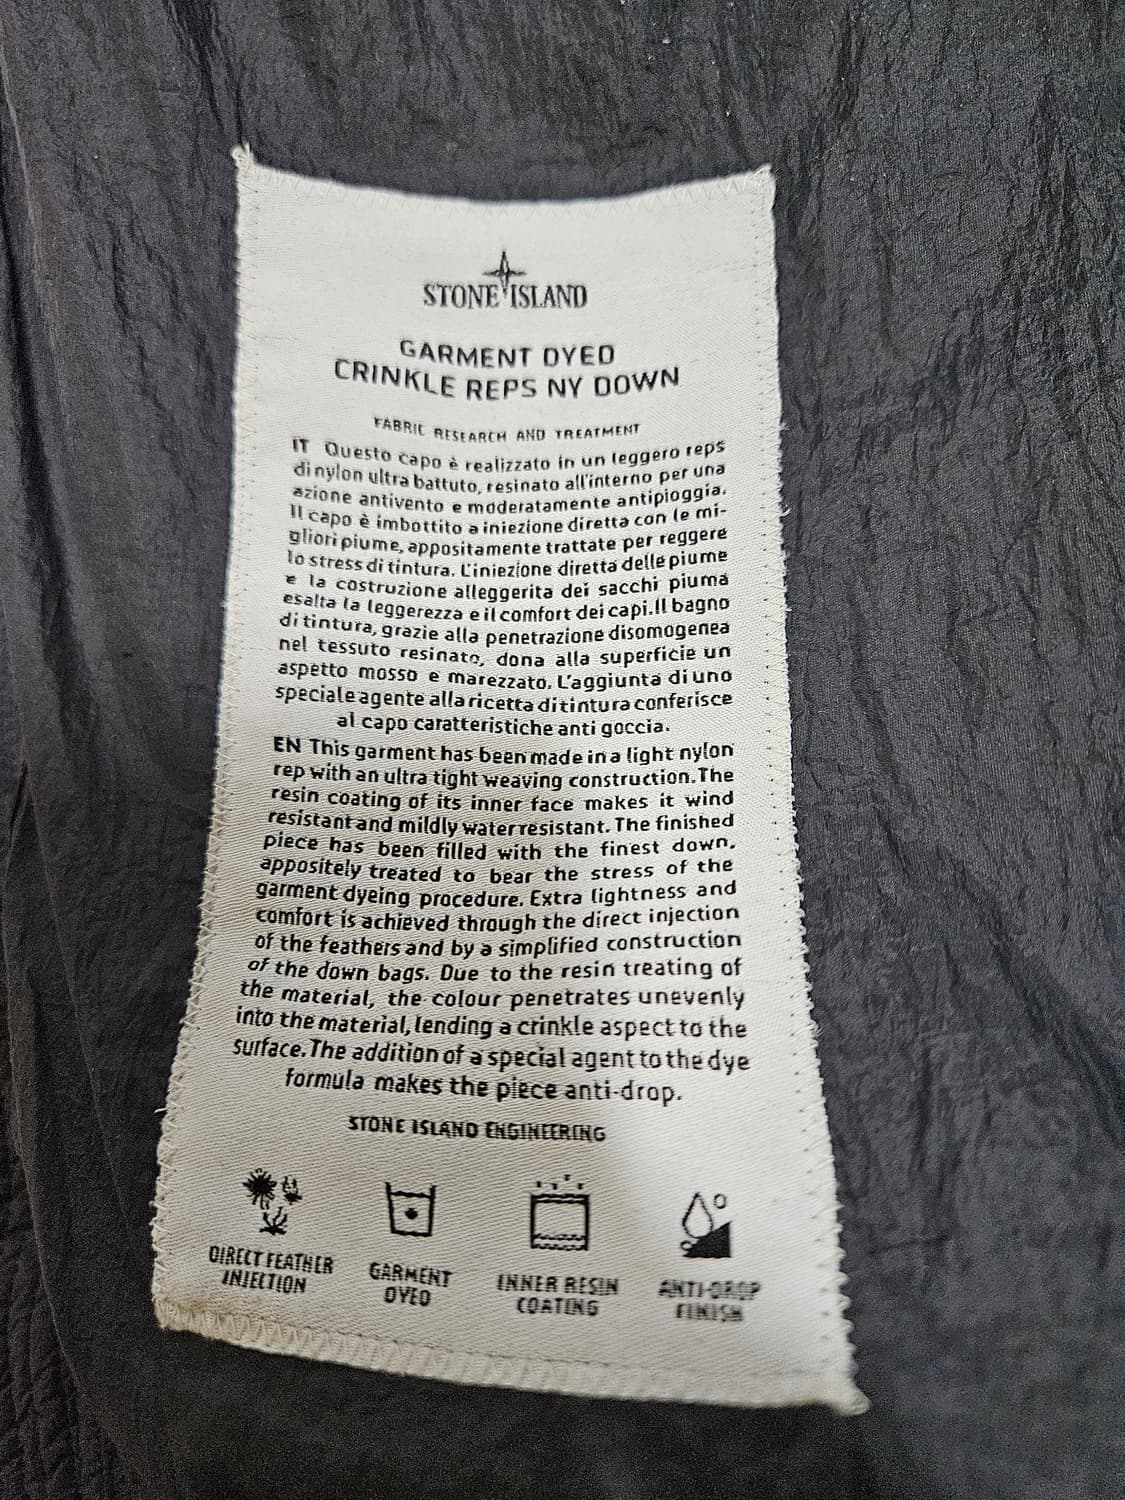 STONE ISLAND
GARMENT DYED
CRINKLE REPS NY DOWN
FABRIC RESEARCH AND TREATMENT
IT Questo capo è realizzato in un leggero reps
di nylon ultra battuto, resinato all'interno per una
azione antivento e moderatamente antipioggia.
Il capo è imbottito a iniezione diretta con le mi-
gliori piume, appositamente trattate per reggere
lo stress di tintura. L'iniezione diretta delle piume
e la costruzione alleggerita dei sacchi piuma
esalta la leggerezza e il comfort dei capi.Il bagno
di tintura, grazie alla penetrazione disomogenea
nel tessuto resinato, dona alla superficie un
aspetto mosso e marezzato. L'aggiunta di uno
speciale agente alla ricetta di tintura conferisce
al capo caratteristiche anti goccia.
EN This garment has been made in a light nylon
rep with an ultra tight weaving construction. The
resin coating of its inner face makes it wind
resistant and mildly water resistant. The finished
piece has been filled with the finest down,
appositely treated to bear the stress of the
garment dyeing procedure. Extra lightness and
comfort is achieved through the direct injection
of the feathers and by a simplified construction
of the down bags. Due to the resin treating of
the material, the colour penetrates unevenly
into the material, lending a crinkle aspect to the
surface. The addition of a special agent to the dye
formula makes the piece anti-drop.
STONE ISLAND ENGINEERING
DIRECT FEATHER
INJECTION
GARMENT
DYED
INNER RESIN
COATING
ANTI-DROP
FINISH